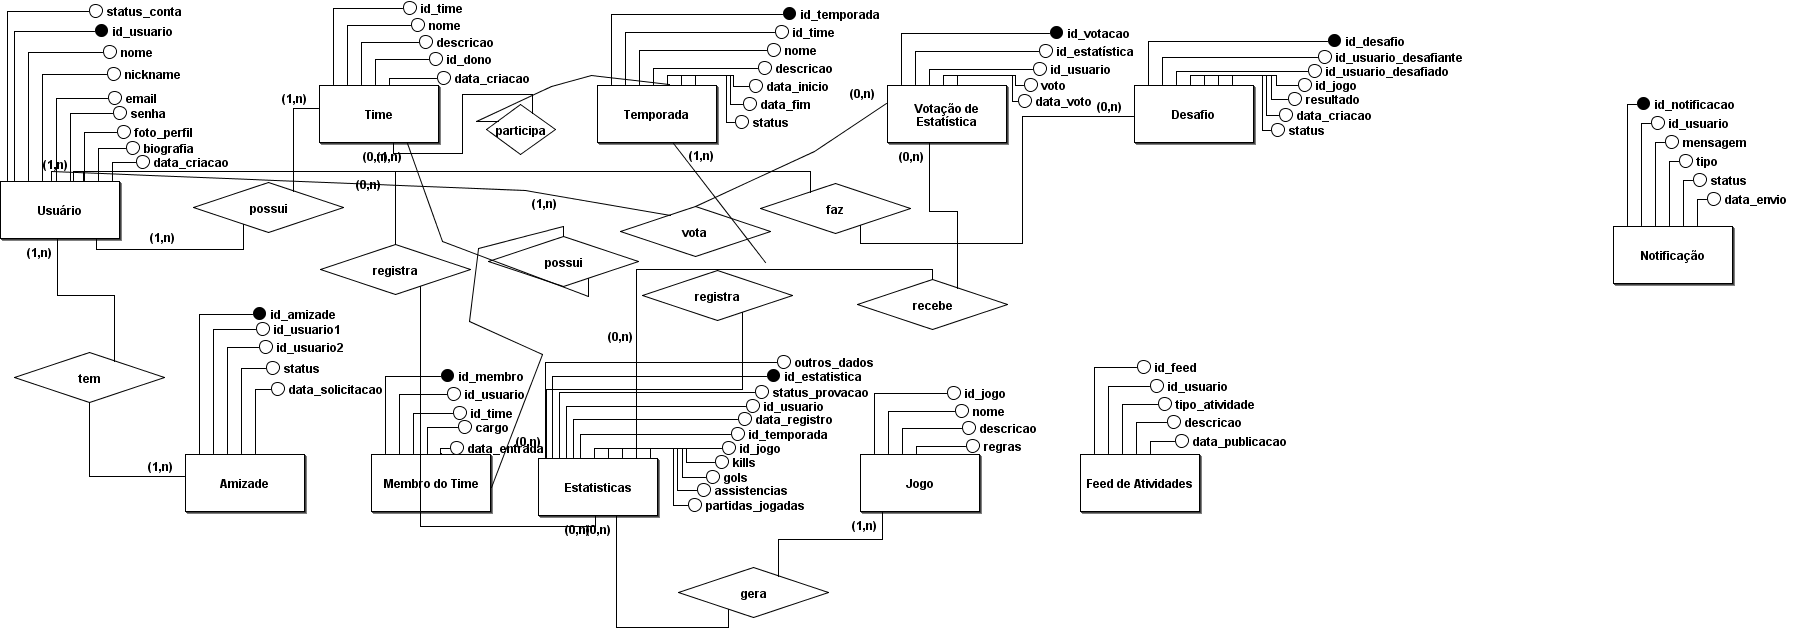 status_conta
id_usuario
nome
nickname
email
senha
foto_perfil
biografia
data_criacao
(1,n)
Usuário
id_time
nome
descricao
id_dono
data_criacao
(1,n)
Time
(0,n)
(1,n)
participa
id_temporada
id_time
nome
descricao
data_inicio
data_fim
status
Temporada
(1,n)
id_votacao
id_estatística
id_usuario
voto
data_voto
(0,n)
Votação de
Estatística
(0,n)
id_desafio
id_usuario_desafiante
id_usuario_desafiado
id_jogo
resultado
data_criacao
status
(0,n)
Desafio
id_notificacao
id_usuario
mensagem
tipo
status
data_envio
Notificação
(0,n)
possui
(1,n)
(1,n)
vota
faz
(1,n)
registra
possui
registra
recebe
(0,n)
tem
id_amizade
id_usuario1
id_usuario2
status
data_solicitacao
(1,n)
Amizade
id_membro
id_usuario
id_time
cargo
data_entrada
Membro do Time
(0,n)
outros_dados
id_estatistica
status_provacao
id_usuario
data_registro
id_temporada
id_jogo
kills
gols
assistencias
partidas_jogadas
Estatisticas
(0,n)
(0,n)
id_jogo
nome
descricao
regras
Jogo
(1,n)
id_feed
id_usuario
tipo_atividade
descricao
data_publicacao
Feed de Atividades
gera